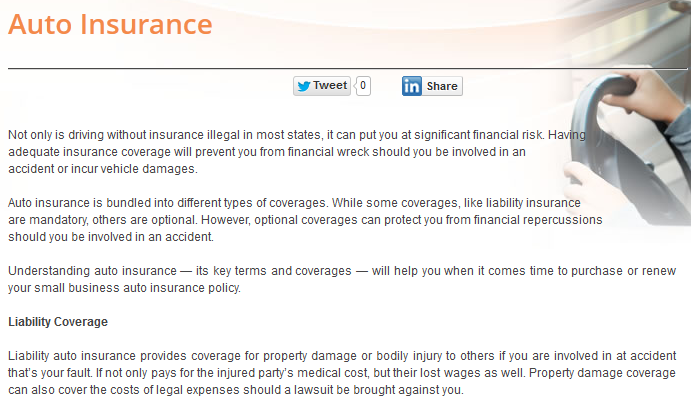 Auto Insurance
Tweet 0 in Share
Not only is driving without insurance illegal in most states, it can put you at significant financial risk. Having
adequate insurance coverage will prevent you from financial wreck should you be involved in an
accident or incur vehicle damages.
Auto insurance is bundled into different types of coverages. While some coverages, like liability insurance
are mandatory, others are optional. However, optional coverages can protect you from financial repercussions
should you be involved in an accident.
Understanding auto insurance — its key terms and coverages — will help you when it comes time to purchase or renew
your small business auto insurance policy.
Liability Coverage
Liability auto insurance provides coverage for property damage or bodily injury to others if you are involved in at accident
that's your fault. If not only pays for the injured party's medical cost, but their lost wages as well. Property damage coverage
can also cover the costs of legal expenses should a lawsuit be brought against you.